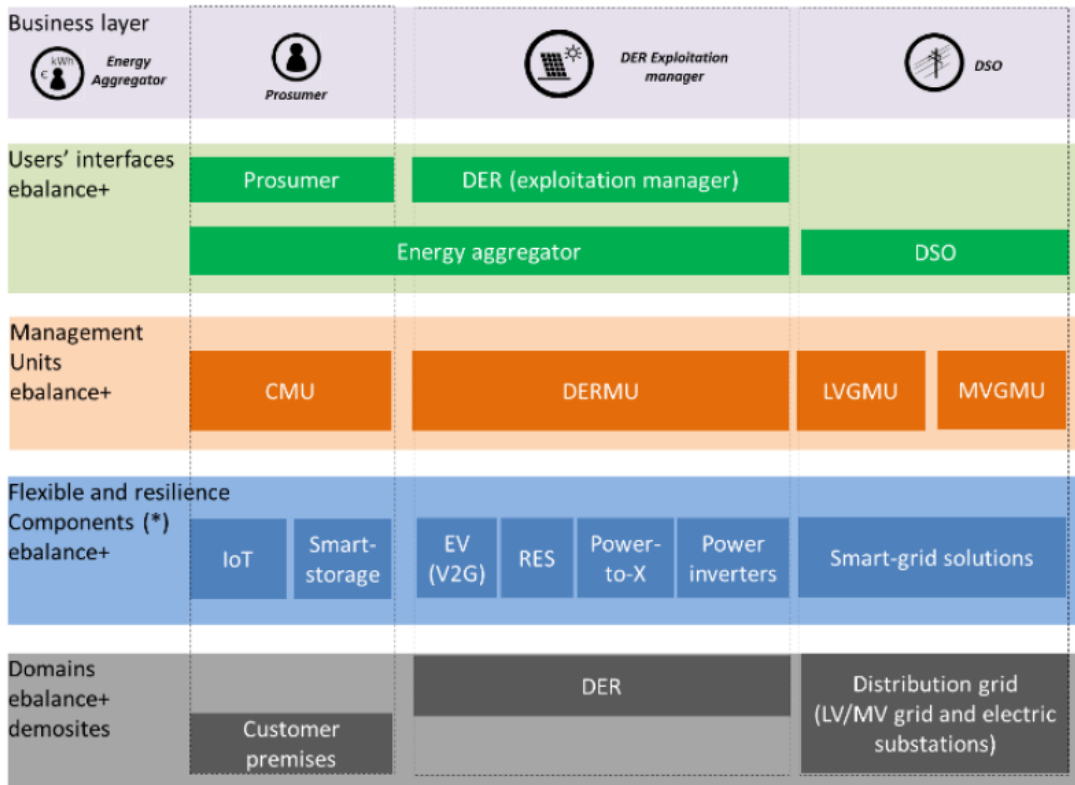 Business layer
kWh
€
Energy
Aggregator
Prosumer
DER Exploitation
manager
DSO
Users' interfaces
ebalance+
Prosumer
DER (exploitation manager)
Energy aggregator
DSO
Management
Units
ebalance+
CMU
DERMU
LVGMU
MVGMU
Flexible and resilience
Components (*)
ebalance+
IoT
Smart-
storage
EV
(V2G)
RES
Power-
to-X
Power
inverters
Smart-grid solutions
Domains
ebalance+
demosites
Customer
premises
DER
Distribution grid
(LV/MV grid and electric
substations)